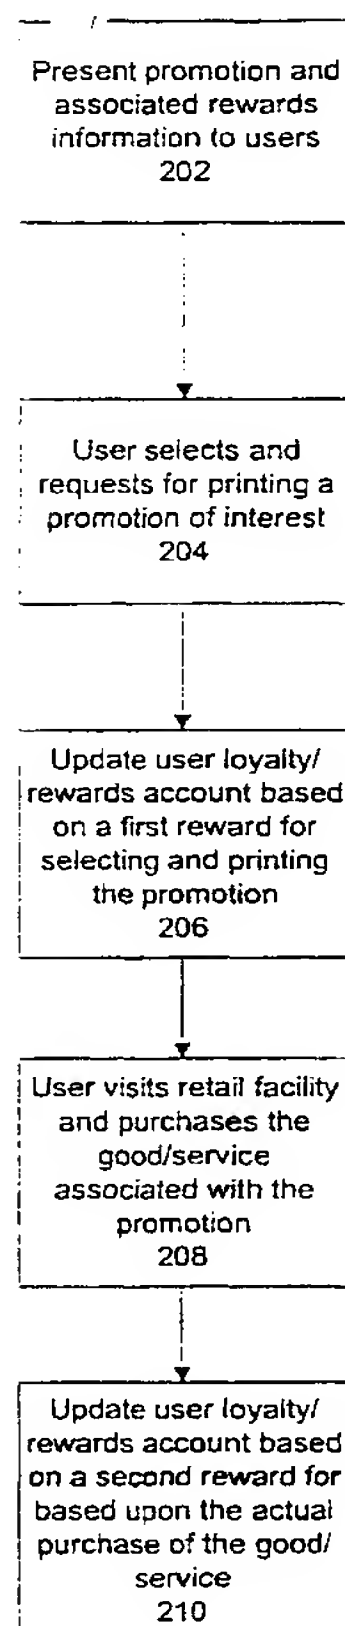 Present promotion and
associated rewards
information to users
202
User selects and
requests for printing a
promotion of interest
204
Update user loyalty/
rewards account based
on a first reward for
selecting and printing
the promotion
206
User visits retail facility
and purchases the
good/service
associated with the
promotion
208
Update user loyalty/
rewards account based
on a second reward for
based upon the actual
purchase of the good/
service
210